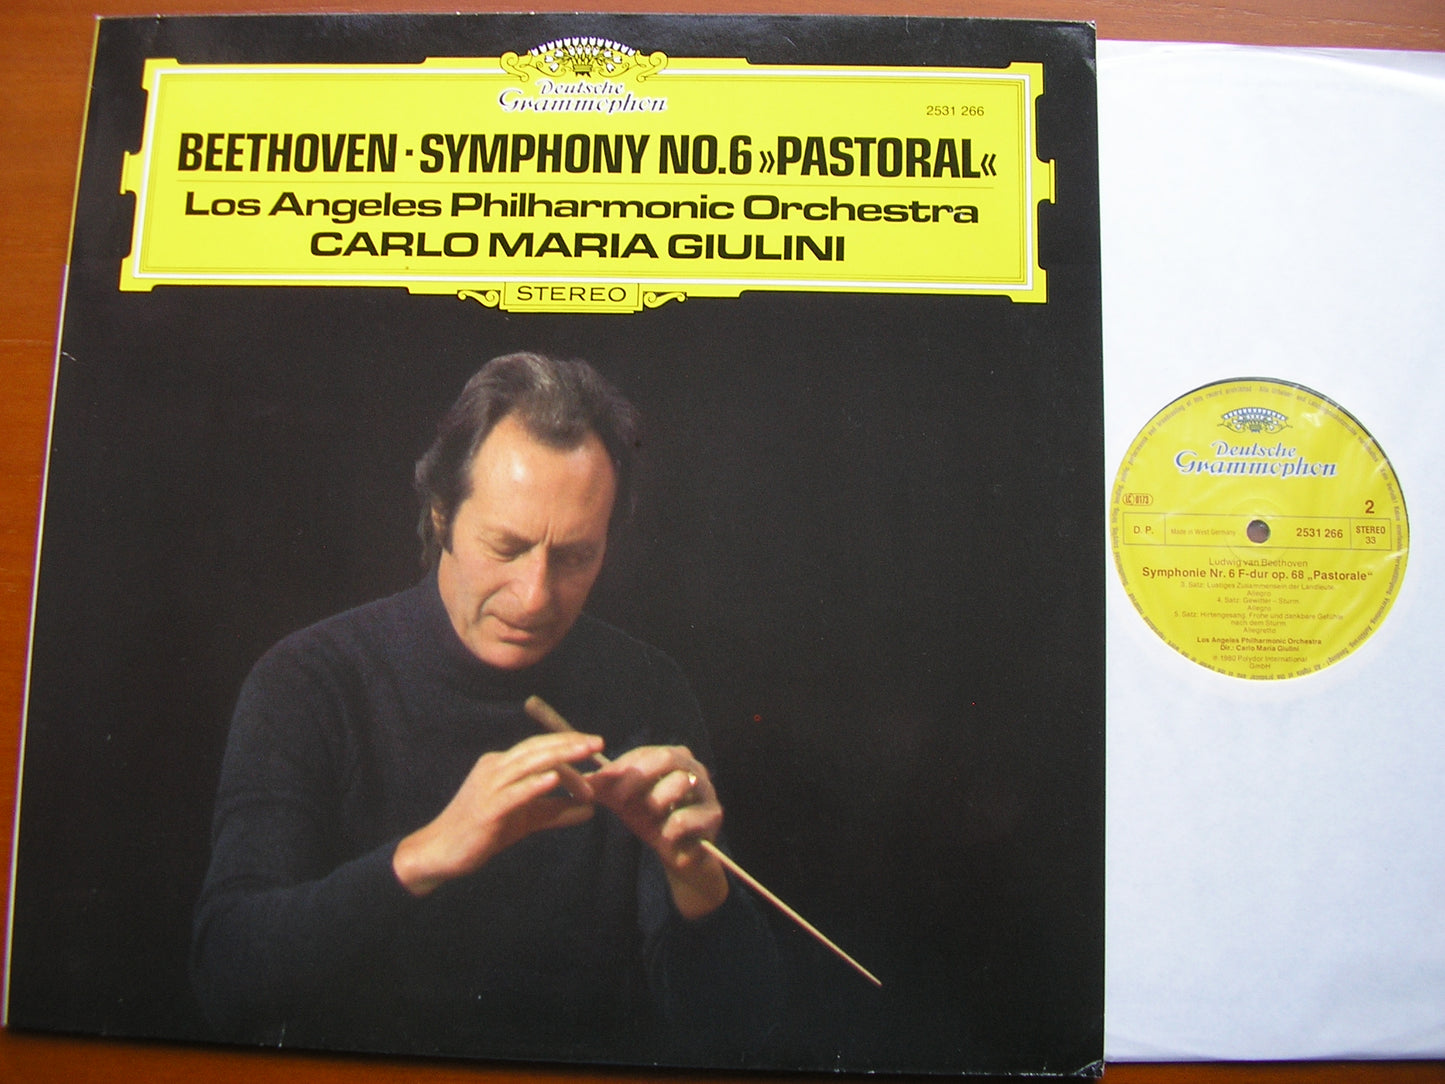 Deutsche
Grammophon
2531 266
BEETHOVEN · SYMPHONY NO.6 »PASTORAL«
Los Angeles Philharmonic Orchestra
CARLO MARIA GIULINI
STEREO
Deutsche
Grammophon
LC 0173
2
D. P.
Made in West Germany
2531 266
STEREO
33
Ludwig van Beethoven
Symphonie Nr. 6 F-dur op. 68 „Pastorale“
3. Satz: Lustiges Zusammensein der Landleute
Allegro
4. Satz: Gewitter – Sturm
Allegro
5. Satz: Hirtengesang. Frohe und dankbare Gefühle
nach dem Sturm
Allegretto
Los Angeles Philharmonic Orchestra
Dir.: Carlo Maria Giulini
℗ 1980 Polydor International
GmbH